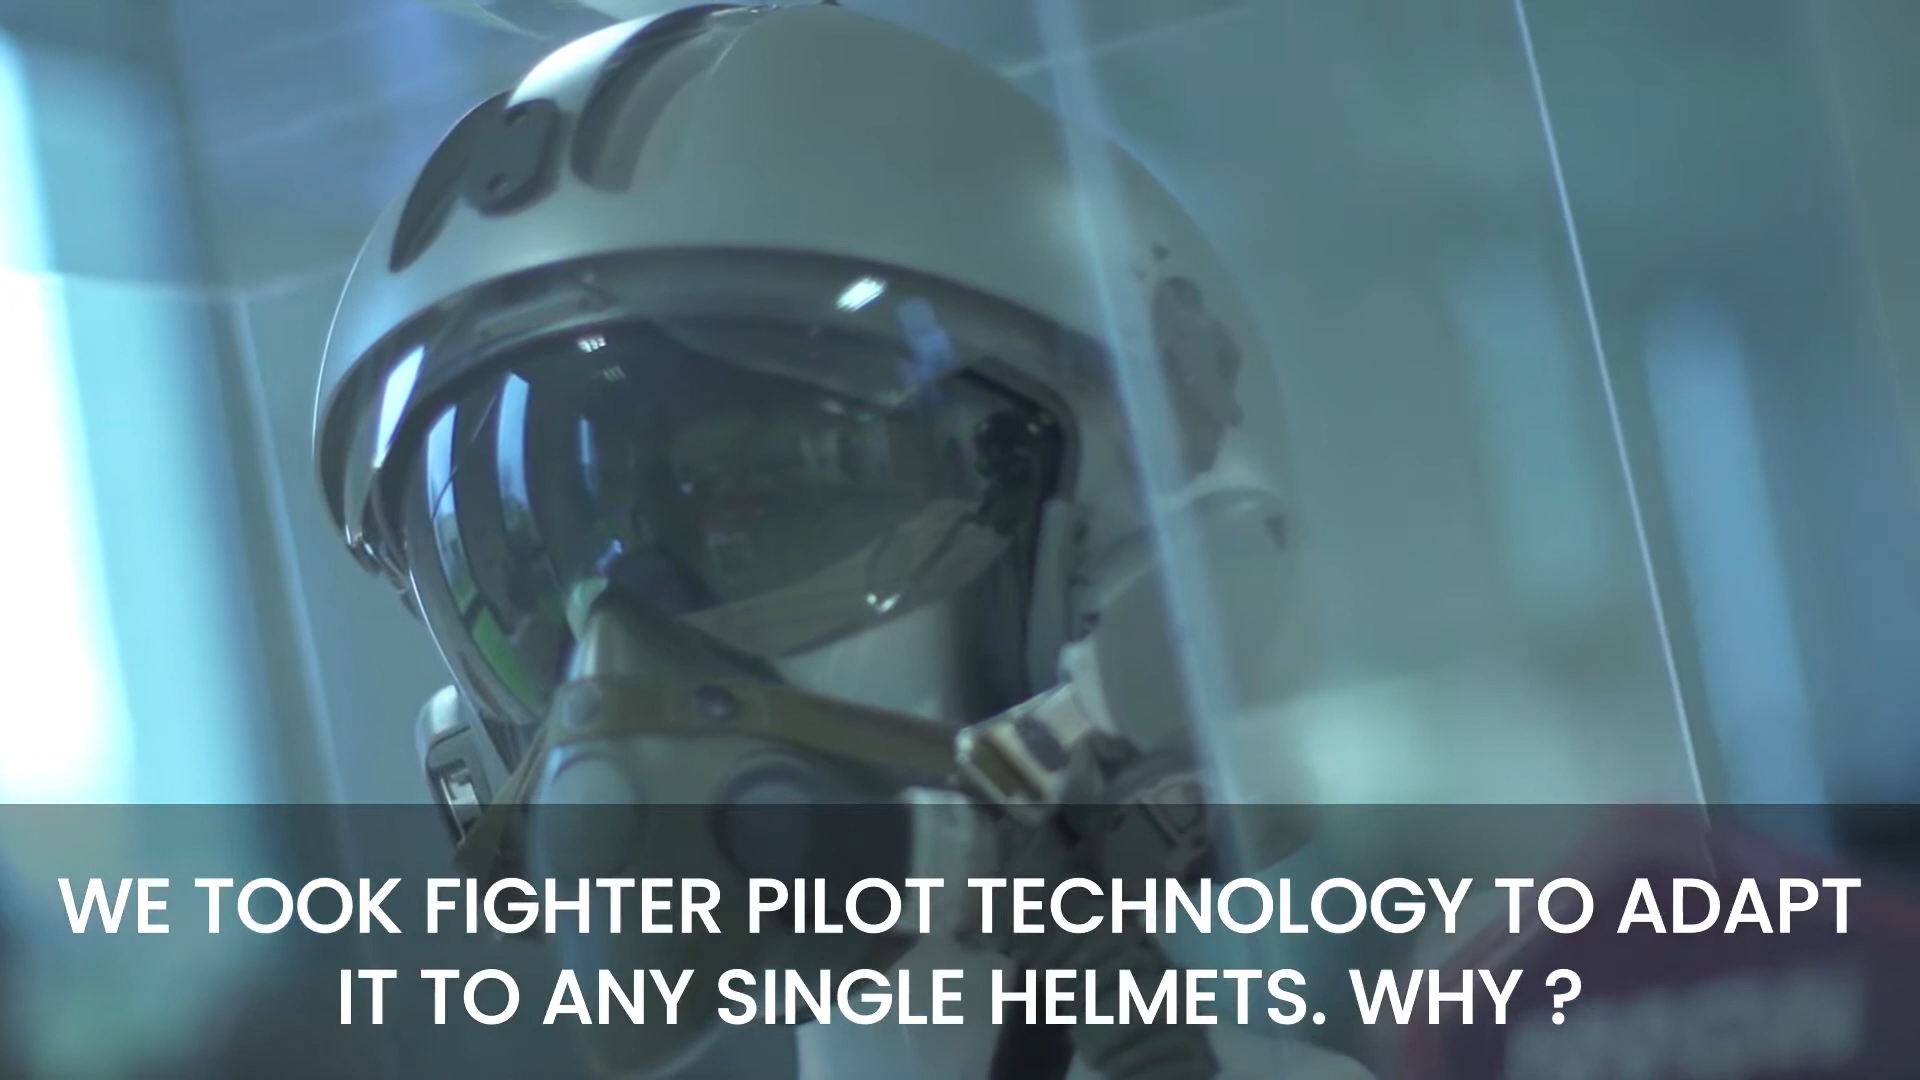 WE TOOK FIGHTER PILOT TECHNOLOGY TO ADAPT
IT TO ANY SINGLE HELMETS. WHY ?